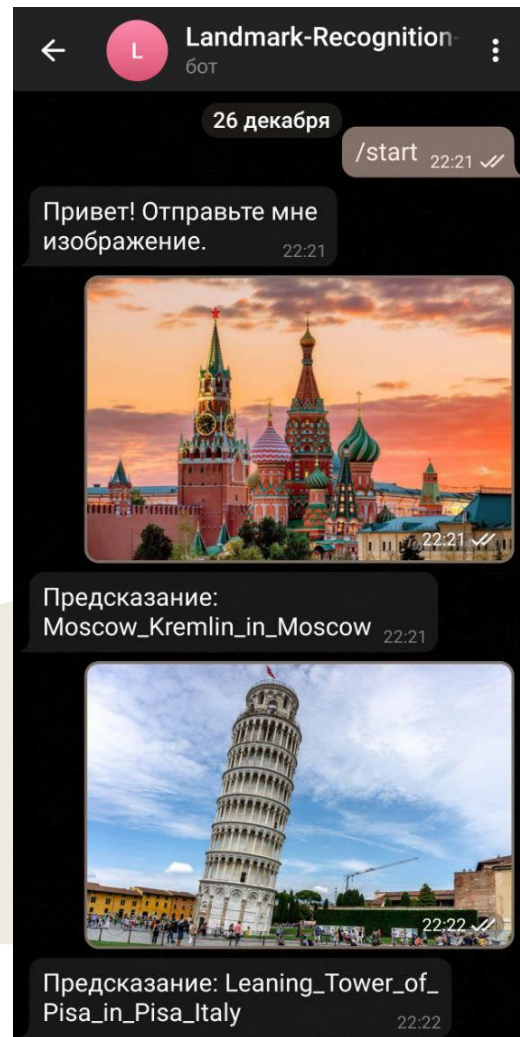 L
Landmark-Recognition-
бот
26 декабря
/start 22:21
Привет! Отправьте мне
изображение. 22:21
22:21
Предсказание:
Moscow_Kremlin_in_Moscow 22:21
22:22
Предсказание: Leaning_Tower_of_
Pisa_in_Pisa_Italy 22:22